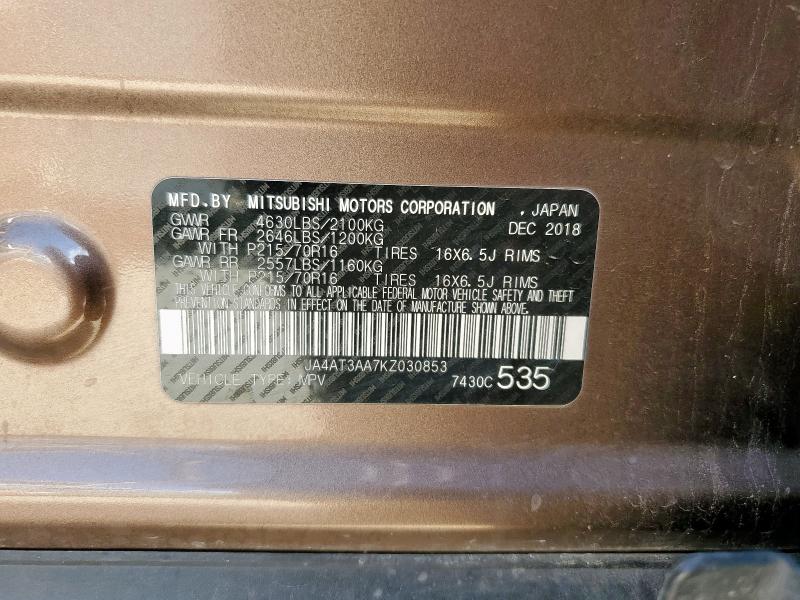 MFD. BY MITSUBISHI MOTORS CORPORATION , JAPAN
GWWR 4630LBS/2100KG DEC 2018
GAWR FR 2646LBS/1200KG
WITH P215/70R16 TIRES 16X6.5J RIMS
GAWR RR 2557LBS/1160KG
WITH P215/70R16 TIRES 16X6.5J RIMS
THIS VEHICLE CONFORMS TO ALL APPLICABLE FEDERAL MOTOR VEHICLE SAFETY AND THEFT
PREVENTION STANDARDS IN EFFECT ON THE DATE OF MANUFACTURE SHOWN ABOVE.
JA4AT3AA7KZ030853
VEHICLE TYPE: MPV 7430C 535